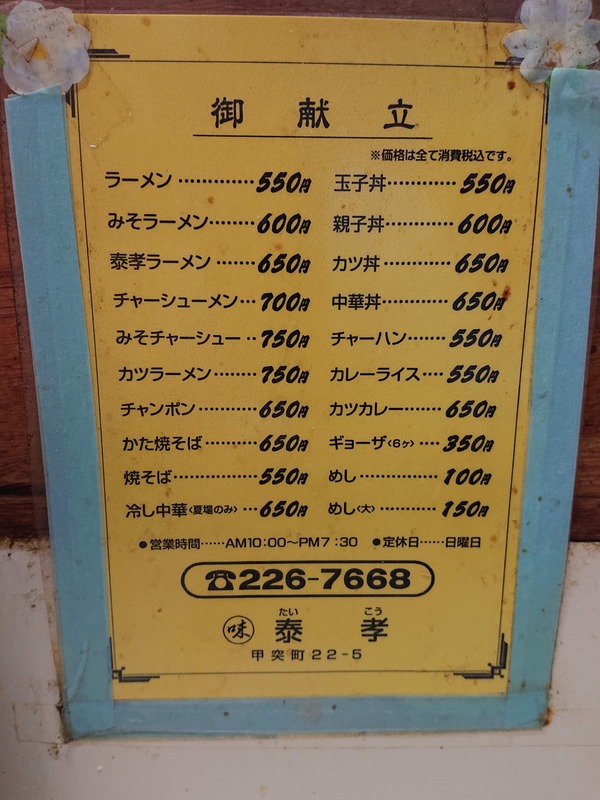 御献立
※価格は全て消費税込です。
ラーメン …………550円
みそラーメン……600円
泰孝ラーメン ……650円
チャーシューメン…700円
みそチャーシュー ‥750円
カツラーメン……750円
チャンポン…………650円
かた焼そば………650円
焼そば…………550円
冷し中華〈夏場のみ〉…650円
玉子丼…………550円
親子丼…………600円
カツ丼 …………650円
中華丼…………650円
チャーハン……550円
カレーライス‥‥550円
カツカレー……650円
ギョーザ〈6ヶ〉‥‥350円
めし …………100円
めし〈大〉………150円
●営業時間……AM10:00〜PM7:30 ●定休日……日曜日
☎226-7668
たい こう
味 泰孝
甲突町22-5